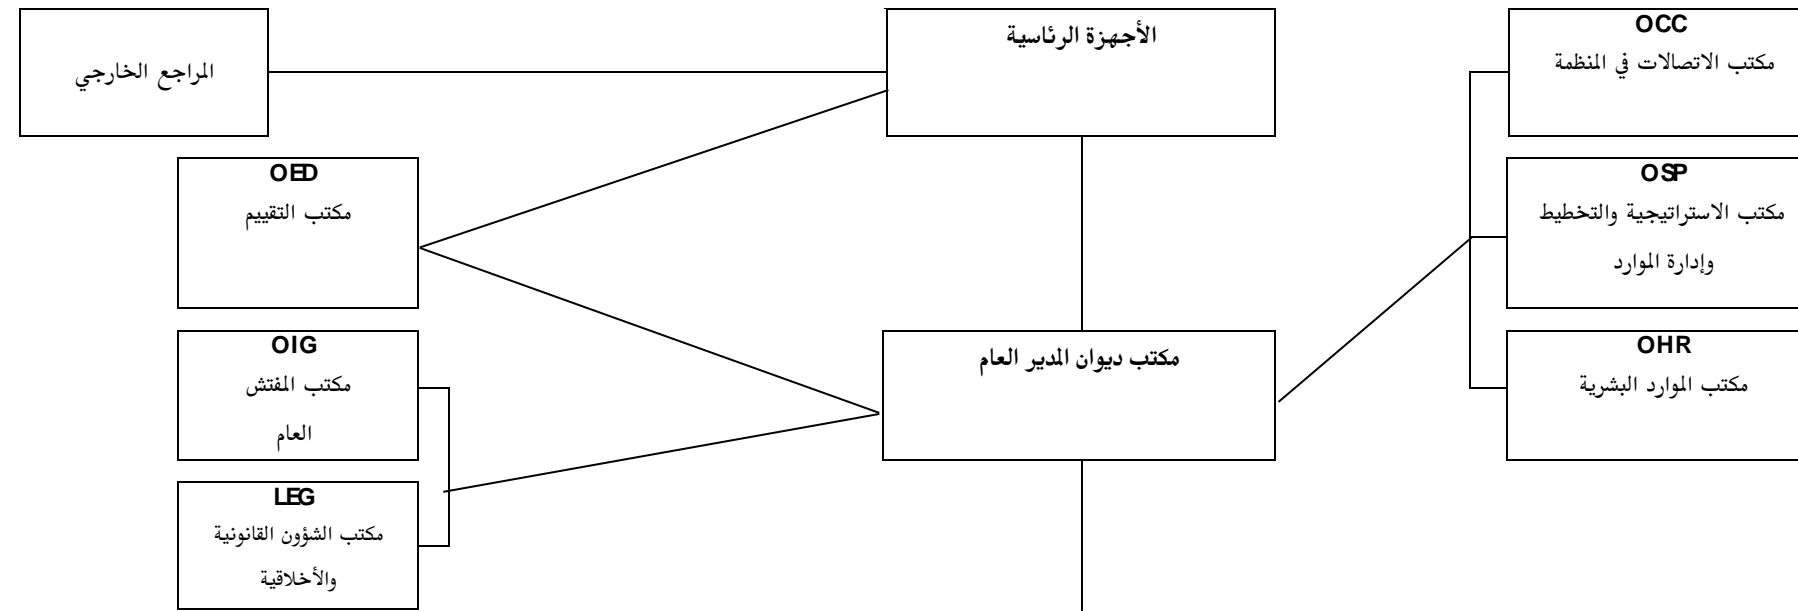 المراجع الخارجي
الأجهزة الرئاسية
OCC
مكتب الاتصالات في المنظمة
OED
مكتب التقييم
OSP
مكتب الاستراتيجية والتخطيط
وإدارة الموارد
OIG
مكتب المفتش
العام
مكتب ديوان المدير العام
OHR
مكتب الموارد البشرية
LEG
مكتب الشؤون القانونية
والأخلاقية